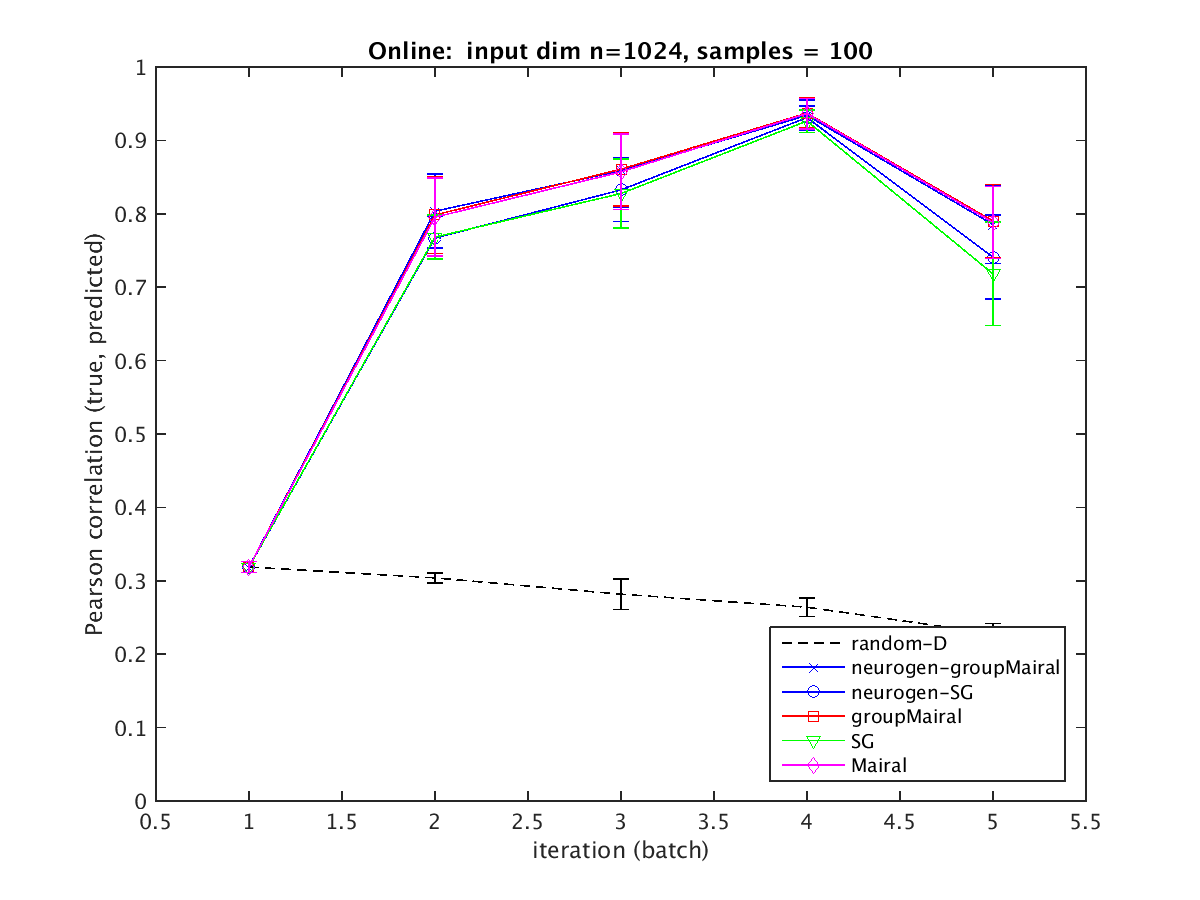 Online:  input dim n=1024, samples = 100
Pearson correlation (true, predicted)
1
0.9
0.8
0.7
0.6
0.5
0.4
0.3
0.2
0.1
0
0.5
1
1.5
2
2.5
3
3.5
4
4.5
5
5.5
iteration (batch)
random-D
neurogen-groupMairal
neurogen-SG
groupMairal
SG
Mairal